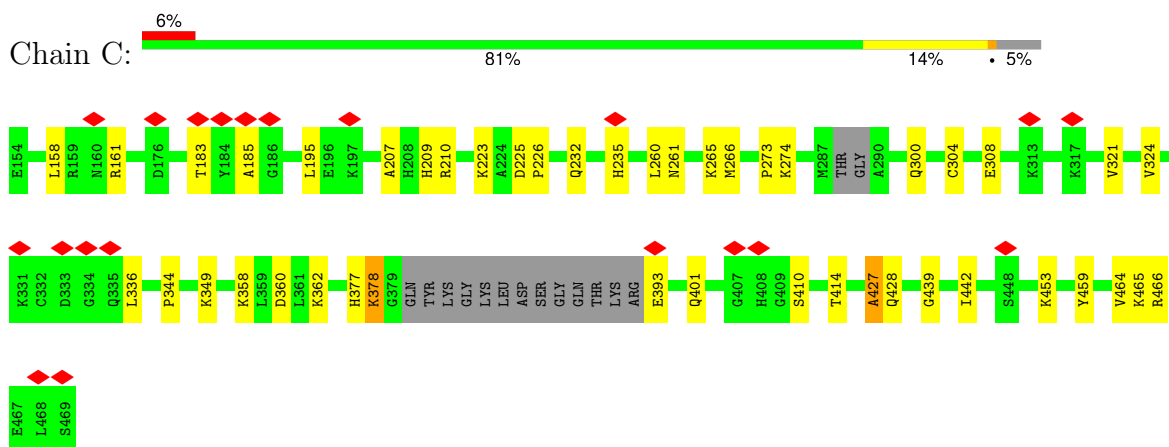 6%
Chain C:
81% 14% • 5%
E154 L158 R159 N160 R161 D176 T183 Y184 A185 G186 L195 E196 K197 A207 H208 H209 R210 K223 A224 D225 P226 Q232 H235 L260 N261 K265 M266 P273 K274 M287 THR GLY A290 Q300 C304 E308 K313 K317 V321 V324
K331 C332 D333 G334 Q335 L336 P344 K349 K358 L359 D360 L361 K362 H377 K378 G379 GLN TYR LYS GLY LYS LEU ASP SER GLY GLN THR LYS ARG E393 Q401 G407 H408 G409 S410 T414 A427 Q428 G439 I442 S448 K453 Y459 V464 K465 R466
E467 L468 S469